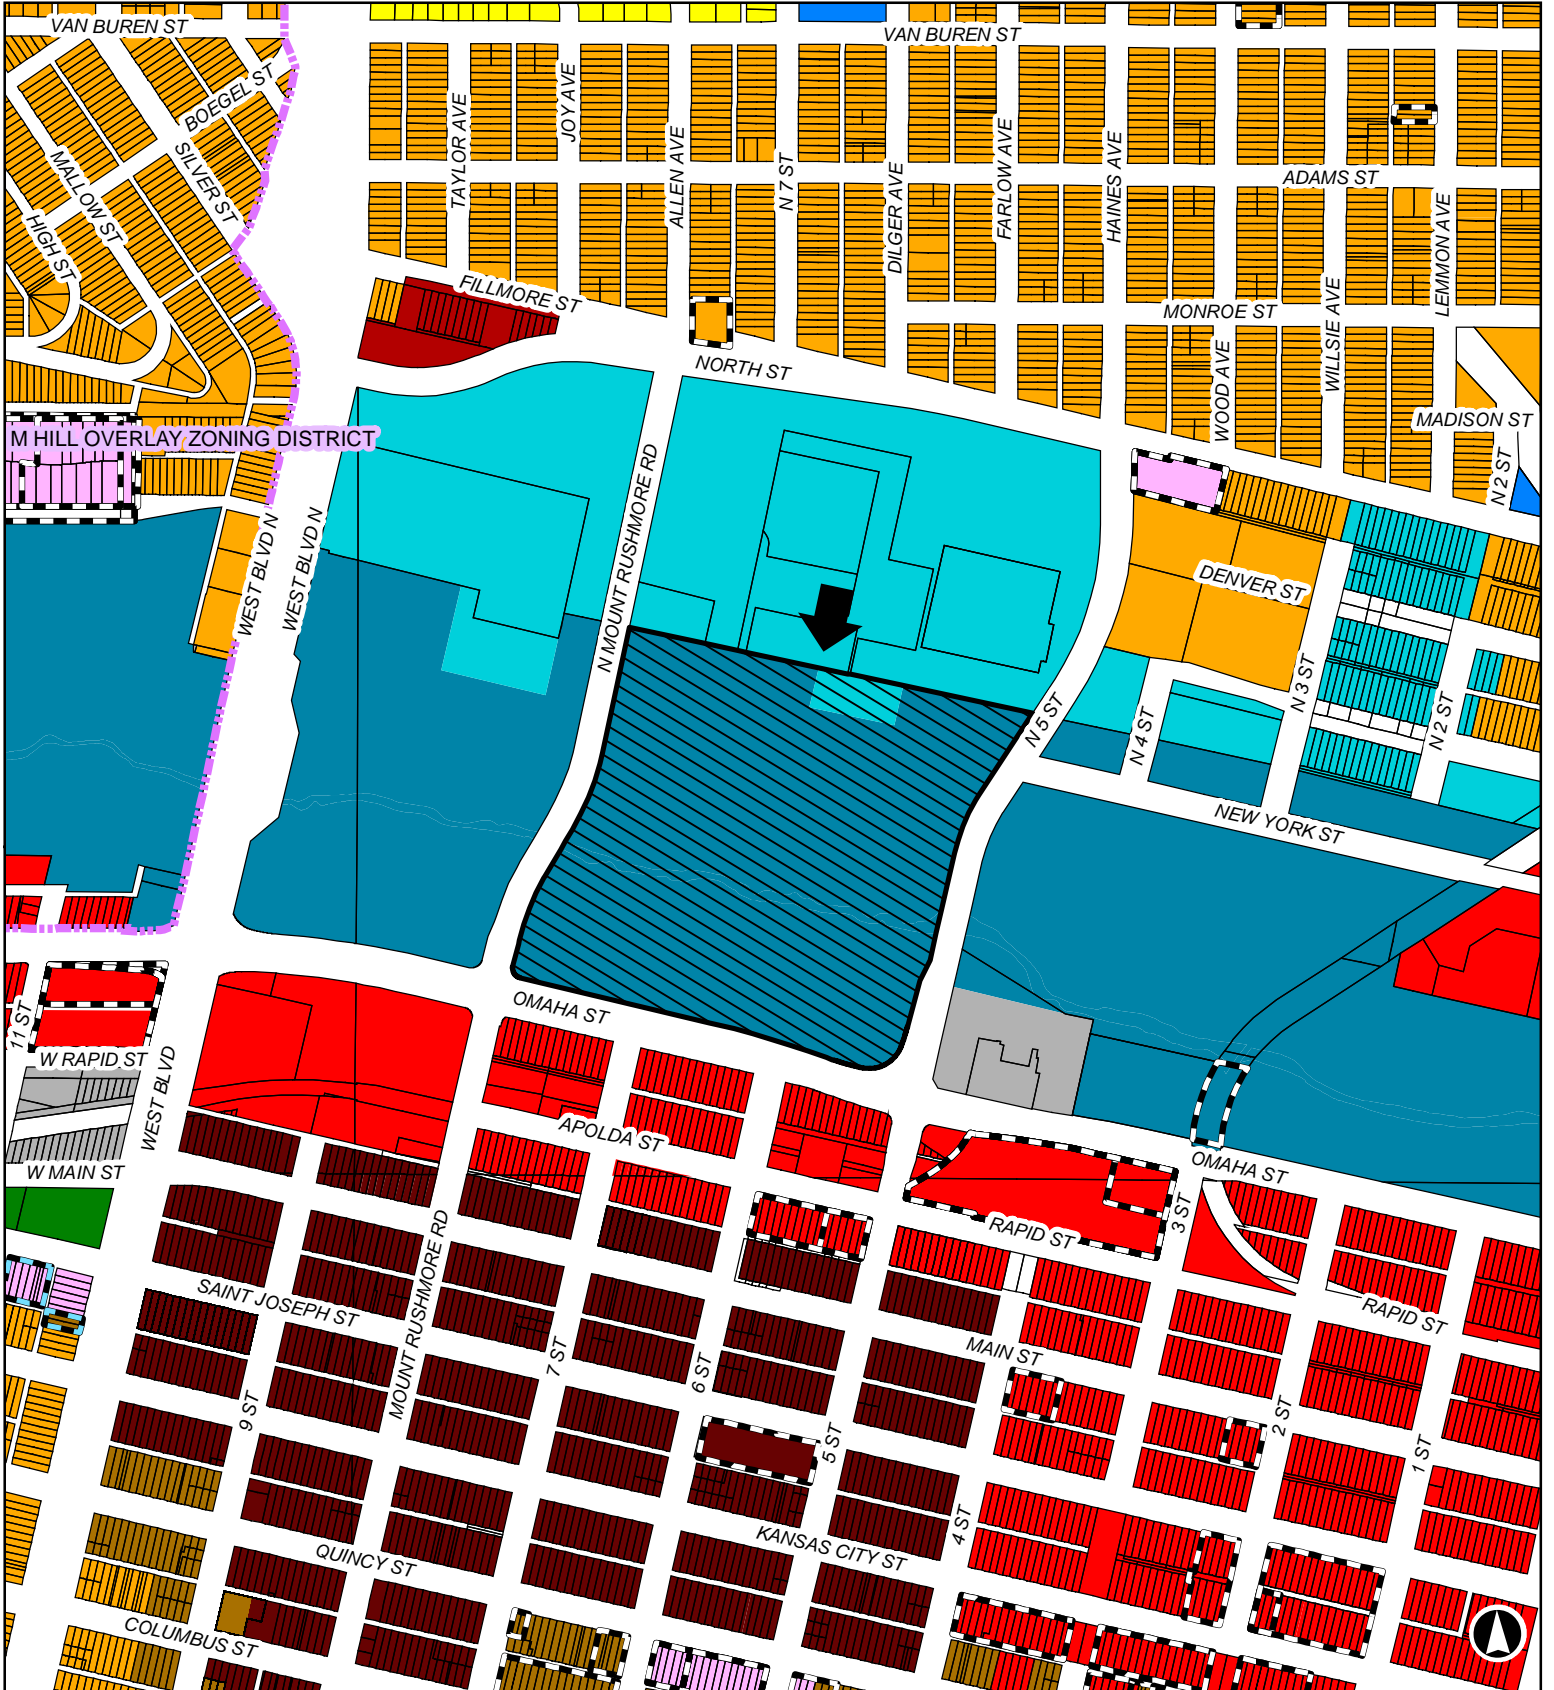 VAN BUREN ST
VAN BUREN ST
BOEGEL ST
SILVER ST
MALLOW ST
HIGH ST
TAYLOR AVE
JOY AVE
ALLEN AVE
N 7 ST
DILGER AVE
FARLOW AVE
HAINES AVE
ADAMS ST
LEMMON AVE
WILLSIE AVE
MONROE ST
WOOD AVE
FILLMORE ST
NORTH ST
MADISON ST
N 2 ST
M HILL OVERLAY ZONING DISTRICT
WEST BLVD N
WEST BLVD N
N MOUNT RUSHMORE RD
DENVER ST
N 3 ST
N 2 ST
N 4 ST
N 5 ST
NEW YORK ST
OMAHA ST
11 ST
W RAPID ST
WEST BLVD
W MAIN ST
APOLDA ST
OMAHA ST
3 ST
RAPID ST
MOUNT RUSHMORE RD
SAINT JOSEPH ST
RAPID ST
MAIN ST
7 ST
6 ST
9 ST
5 ST
2 ST
1 ST
4 ST
KANSAS CITY ST
QUINCY ST
COLUMBUS ST